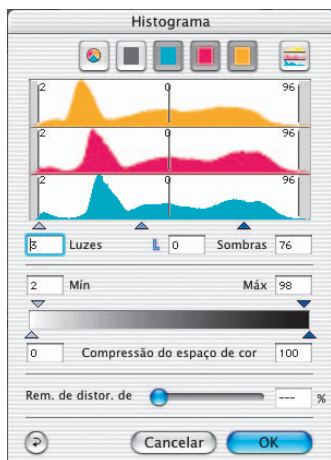 Histograma
2 0 96
2 0 96
2 0 96
3 Luzes L 0 Sombras 76
2 Mín Máx 98
0 Compressão do espaço de cor 100
Rem. de distor. de --- %
Cancelar OK